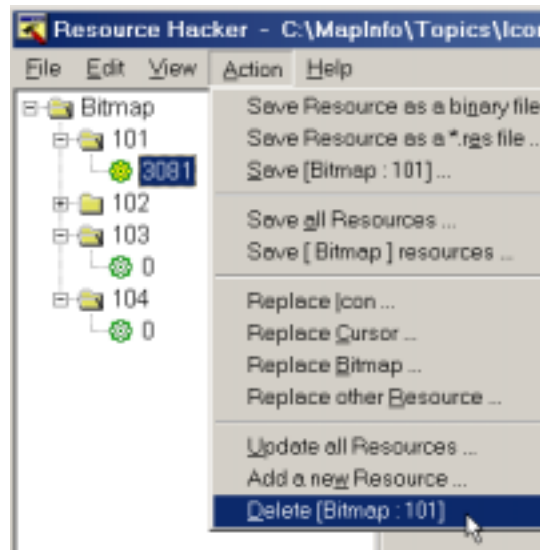 Resource Hacker - C:\MapInfo\Topics\Ico
File Edit View Action Help
Bitmap
101
3081
102
103
0
104
0
Save Resource as a binary file
Save Resource as a *.res file ...
Save [Bitmap : 101] ...
Save all Resources ...
Save [ Bitmap ] resources ...
Replace Icon ...
Replace Cursor ...
Replace Bitmap ...
Replace other Resource ...
Update all Resources ...
Add a new Resource ...
Delete [Bitmap : 101]